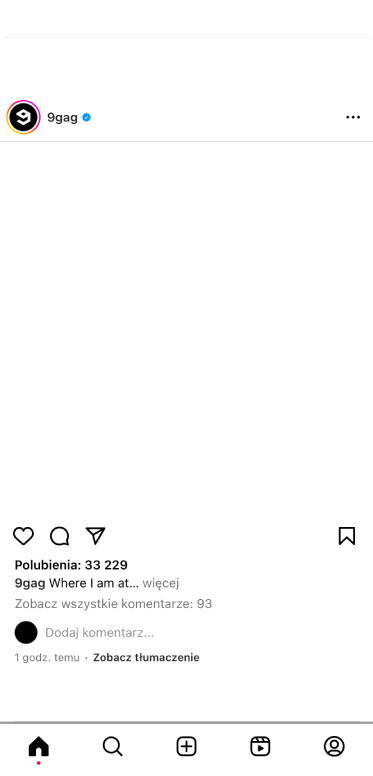 9gag
Polubienia: 33 229
9gag Where I am at... więcej
Zobacz wszystkie komentarze: 93
Dodaj komentarz...
1 godz. temu · Zobacz tłumaczenie